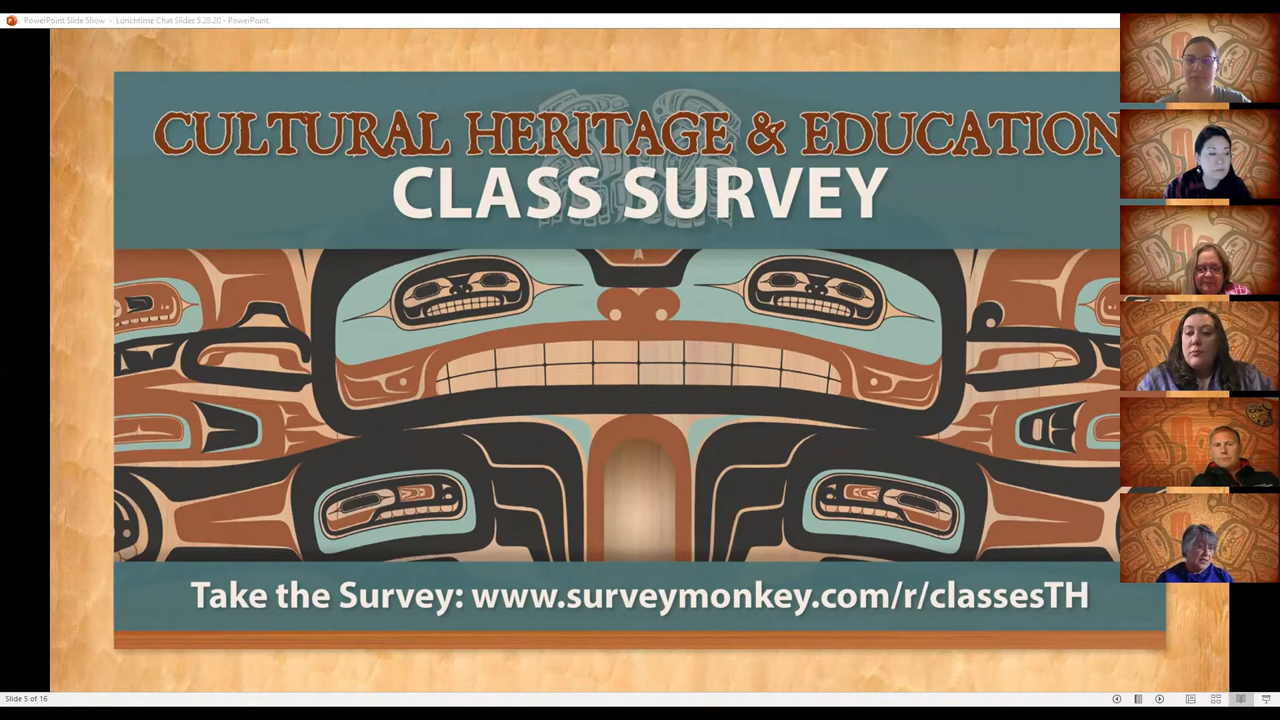 PowerPoint Slide Show - Lunchtime Chat Slides 5.28.20 - PowerPoint
CULTURAL HERITAGE & EDUCATION
CLASS SURVEY
Take the Survey: www.surveymonkey.com/r/classesTH
Slide 5 of 16